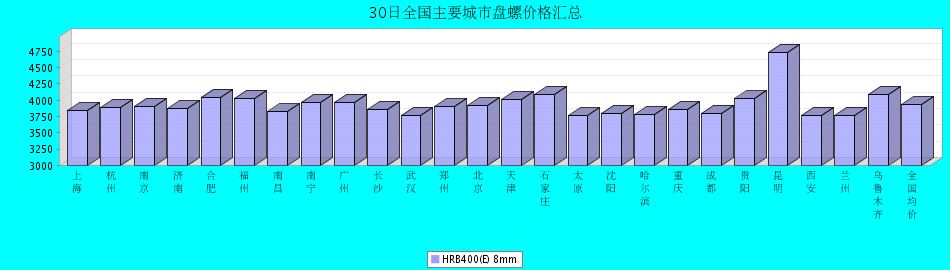 30日全国主要城市盘螺价格汇总
4750
4500
4250
4000
3750
3500
3250
3000
上海
杭州
南京
济南
合肥
福州
南昌
南宁
广州
长沙
武汉
郑州
北京
天津
石家庄
太原
沈阳
哈尔滨
重庆
成都
贵阳
昆明
西安
兰州
乌鲁木齐
全国均价
HRB400(E) 8mm